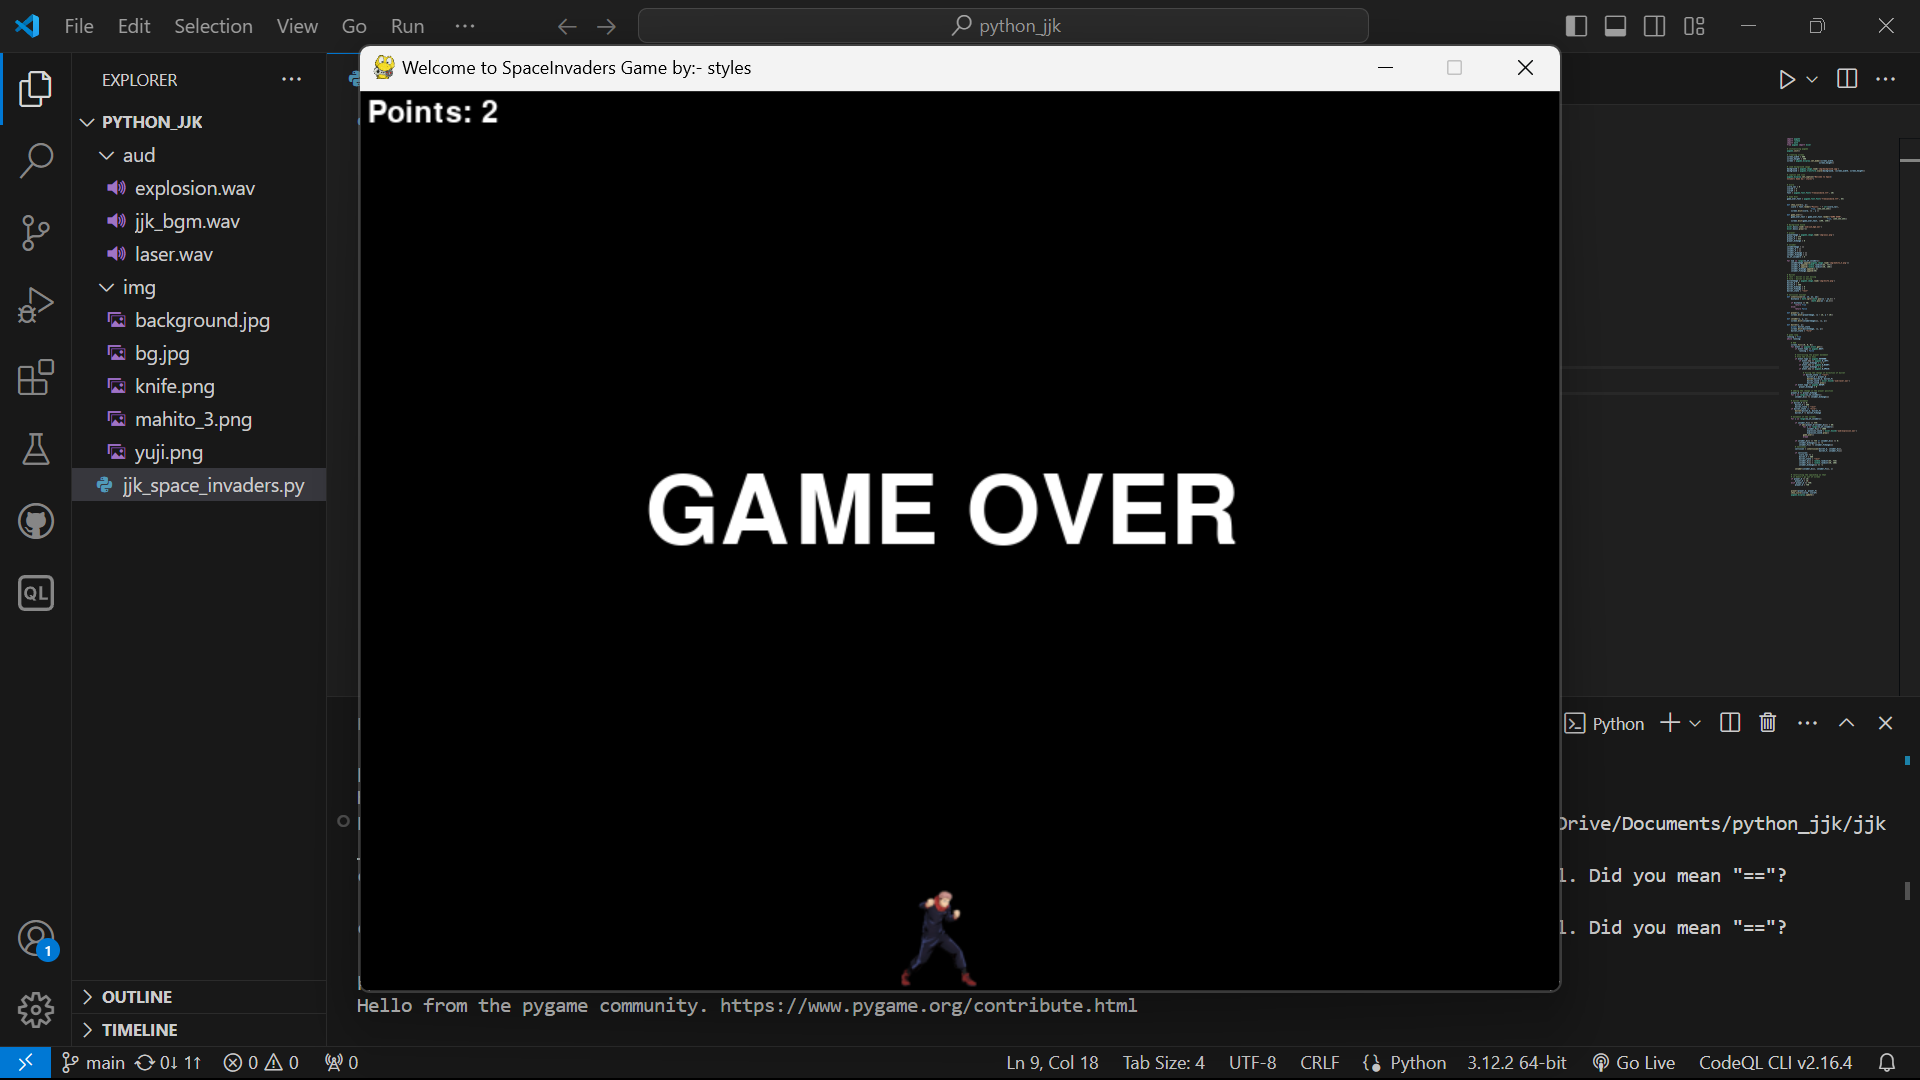 File Edit Selection View Go Run ···
python_jjk
EXPLORER
Welcome to SpaceInvaders Game by:- styles
PYTHON_JJK
Points: 2
aud
explosion.wav
jjk_bgm.wav
laser.wav
img
background.jpg
bg.jpg
knife.png
mahito_3.png
yuji.png
jjk_space_invaders.py
GAME OVER
QL
Python
Drive/Documents/python_jjk/jjk
l. Did you mean "=="?
l. Did you mean "=="?
1
OUTLINE
Hello from the pygame community. https://www.pygame.org/contribute.html
TIMELINE
main 0↓ 1↑ 0 0 0 Ln 9, Col 18 Tab Size: 4 UTF-8 CRLF Python 3.12.2 64-bit Go Live CodeQL CLI v2.16.4